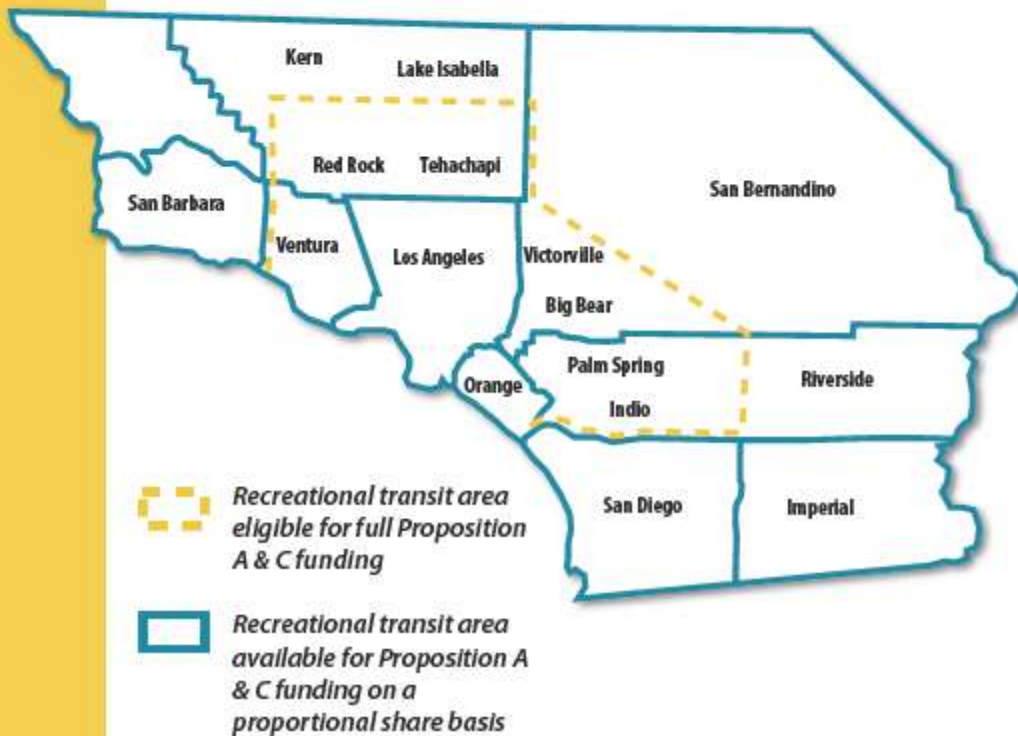 Kern
Lake Isabella
Red Rock
Tehachapi
San Bernandino
San Barbara
Ventura
Los Angeles
Victorville
Big Bear
Palm Spring
Riverside
Orange
Indio
San Diego
Imperial
Recreational transit area
eligible for full Proposition
A & C funding
Recreational transit area
available for Proposition A
& C funding on a
proportional share basis